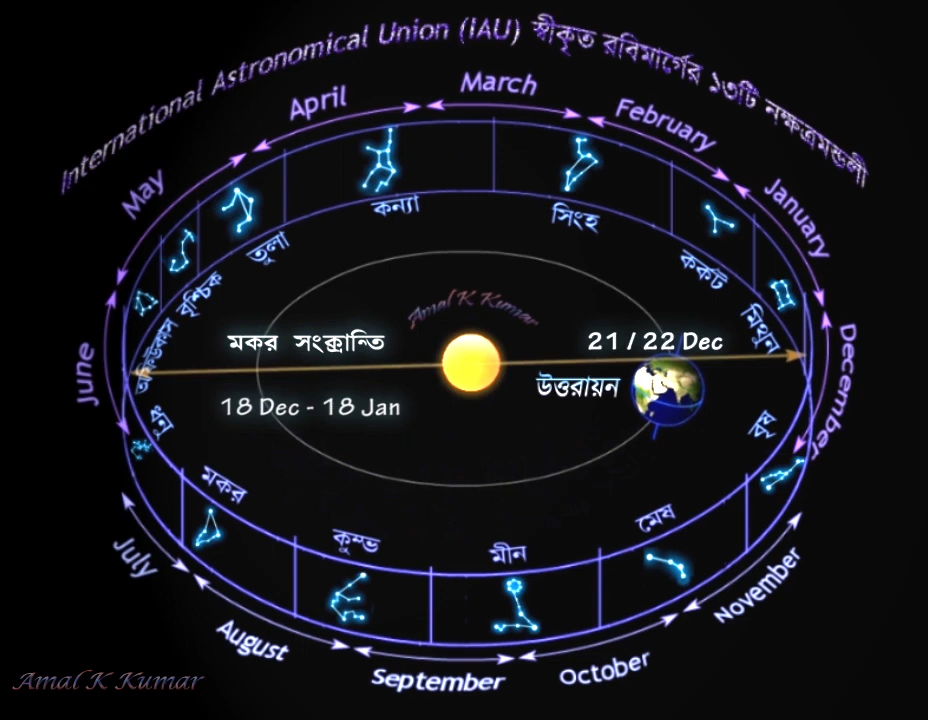 International Astronomical Union (IAU) স্বীকৃত রবিমার্গের ১৩টি নক্ষত্রমন্ডলী
March
April
February
May
January
কন্যা
সিংহ
তুলা
কর্কট
বৃশ্চিক
মিথুন
Amal K Kumar
মকর সংক্রান্তি
21 / 22 Dec
June
December
উত্তরায়ন
18 Dec - 18 Jan
ধনু
বৃষ
মকর
মেষ
কুম্ভ
মীন
July
November
August
October
September
Amal K Kumar